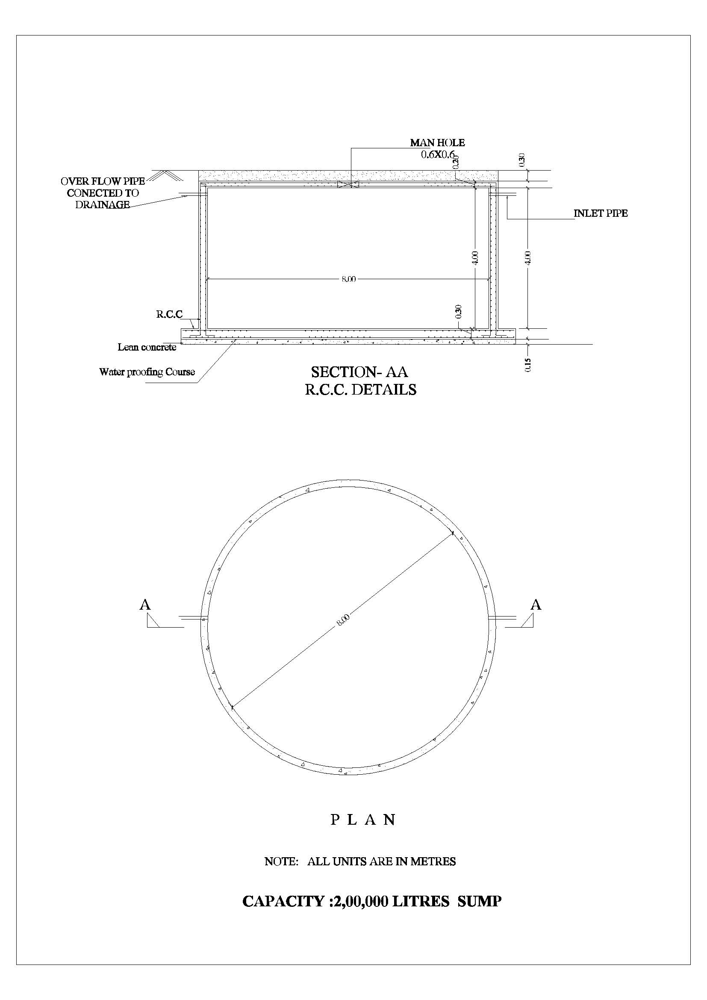 MAN HOLE
0.6X0.6
0.20
0.30
OVER FLOW PIPE
CONECTED TO
DRAINAGE
INLET PIPE
4.00
4.00
8.00
0.30
R.C.C
Lean concrete
0.15
Water proofing Course
SECTION- AA
R.C.C. DETAILS
A
A
8.00
P L A N
NOTE: ALL UNITS ARE IN METRES
CAPACITY :2,00,000 LITRES SUMP